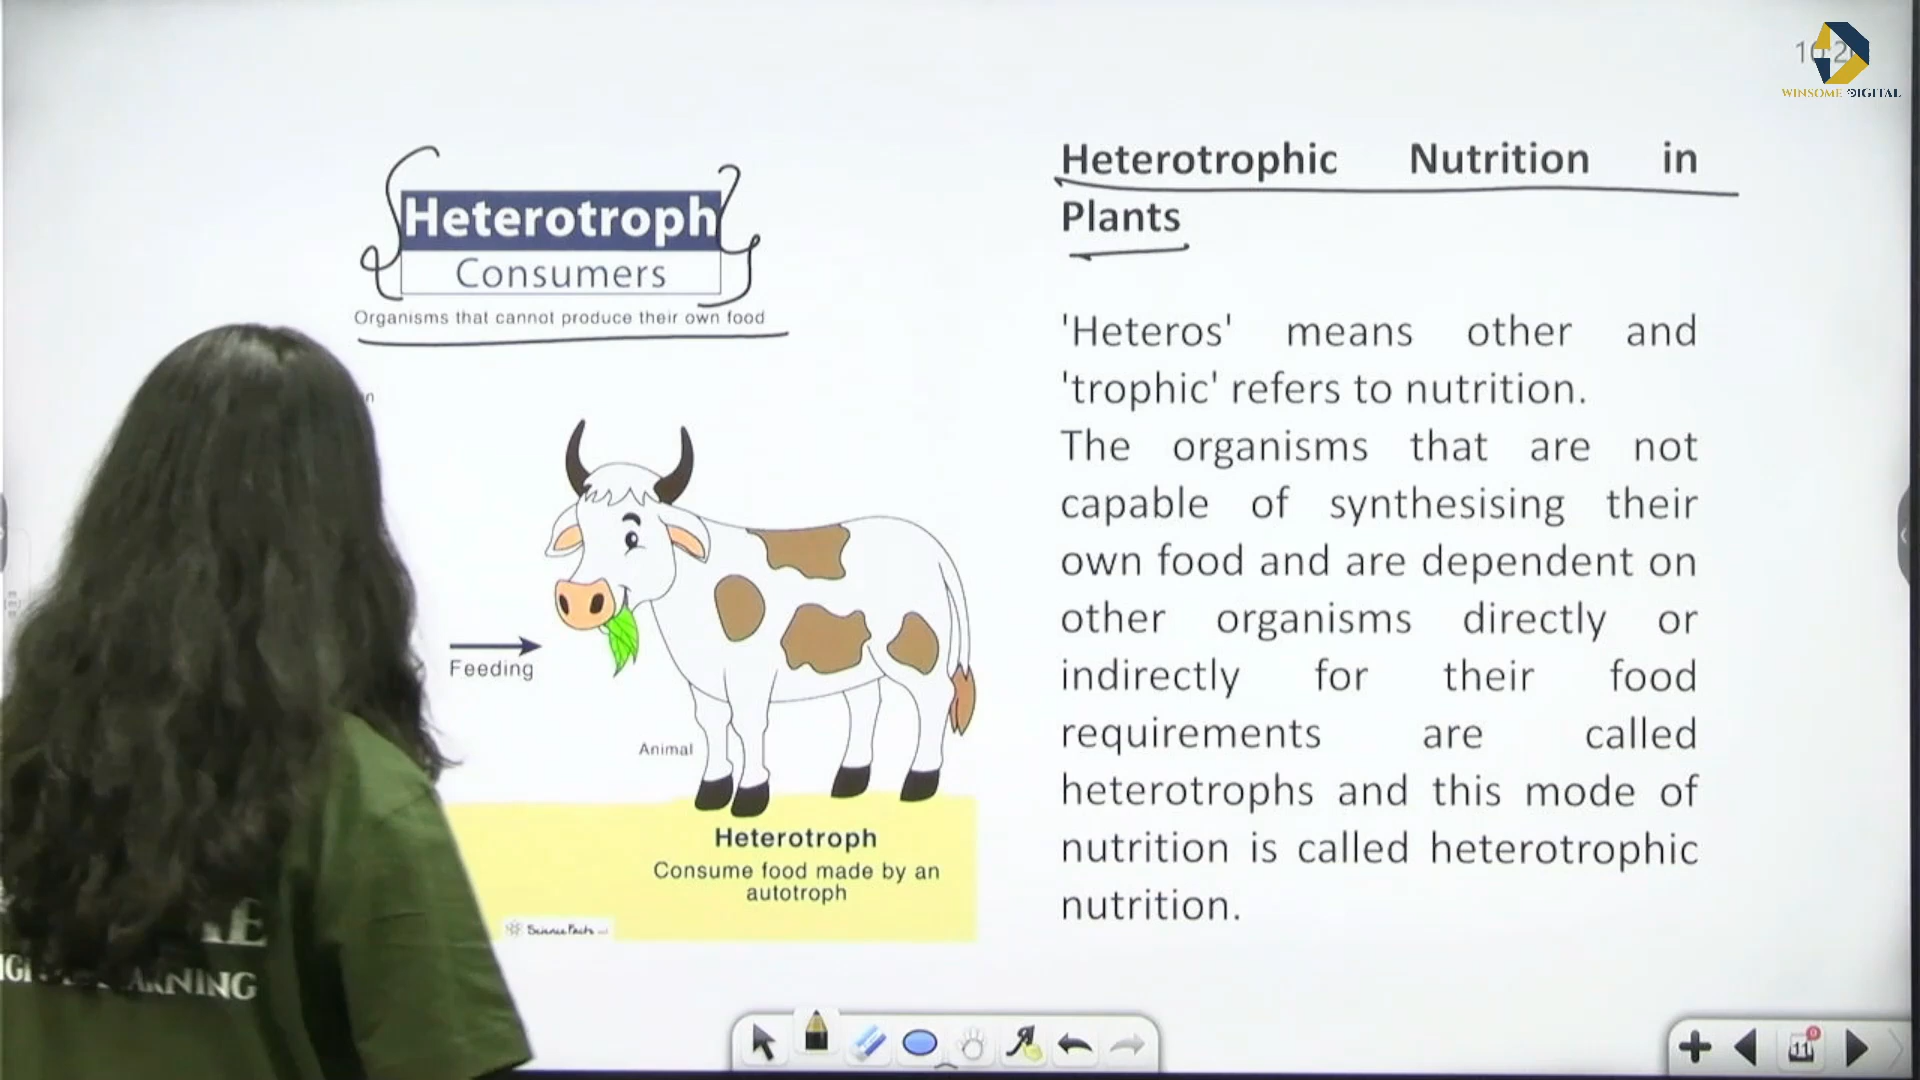 WINSOME DIGITAL
Heterotroph
Consumers
Organisms that cannot produce their own food
Feeding
Animal
Heterotroph
Consume food made by an
autotroph
Science Facts
Heterotrophic Nutrition in
Plants
'Heteros' means other and
'trophic' refers to nutrition.
The organisms that are not
capable of synthesising their
own food and are dependent on
other organisms directly or
indirectly for their food
requirements are called
heterotrophs and this mode of
nutrition is called heterotrophic
nutrition.
11